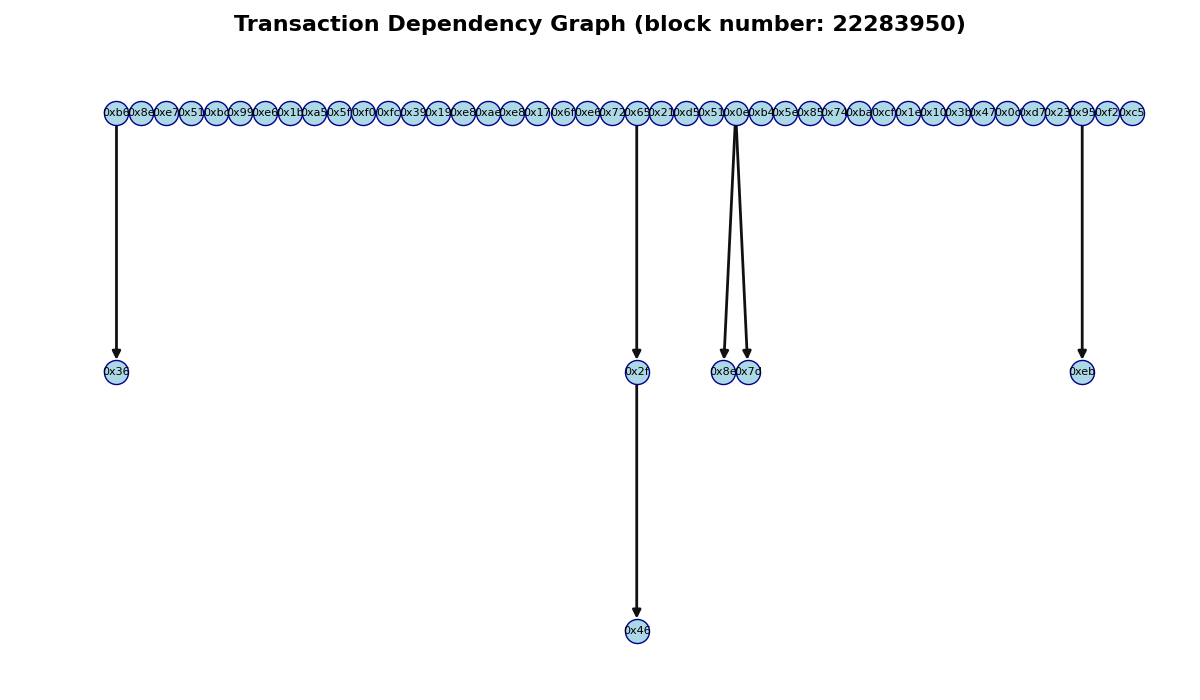 Transaction Dependency Graph (block number: 22283950)
0xb6 0x8e 0xe7 0x51 0xbc 0x99 0xe6 0x1b 0xa5 0x5f 0xf0 0xfc 0x39 0x19 0xe8 0xae 0xe8 0x17 0x6f 0xe6 0x72 0x65 0x21 0xd5 0x51 0x0e 0xb4 0x5e 0x85 0x74 0xba 0xcf 0x1e 0x10 0x3b 0x47 0xd7 0x23 0x95 0xf2 0xc5
0x36 0x2f 0x8e 0x7d 0xeb
0x46